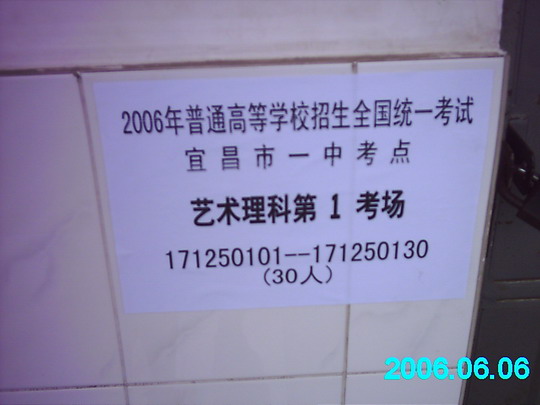 2006年普通高等学校招生全国统一考试
宜昌市一中考点
艺术理科第 1 考场
171250101--171250130
(30人)
2006.06.06